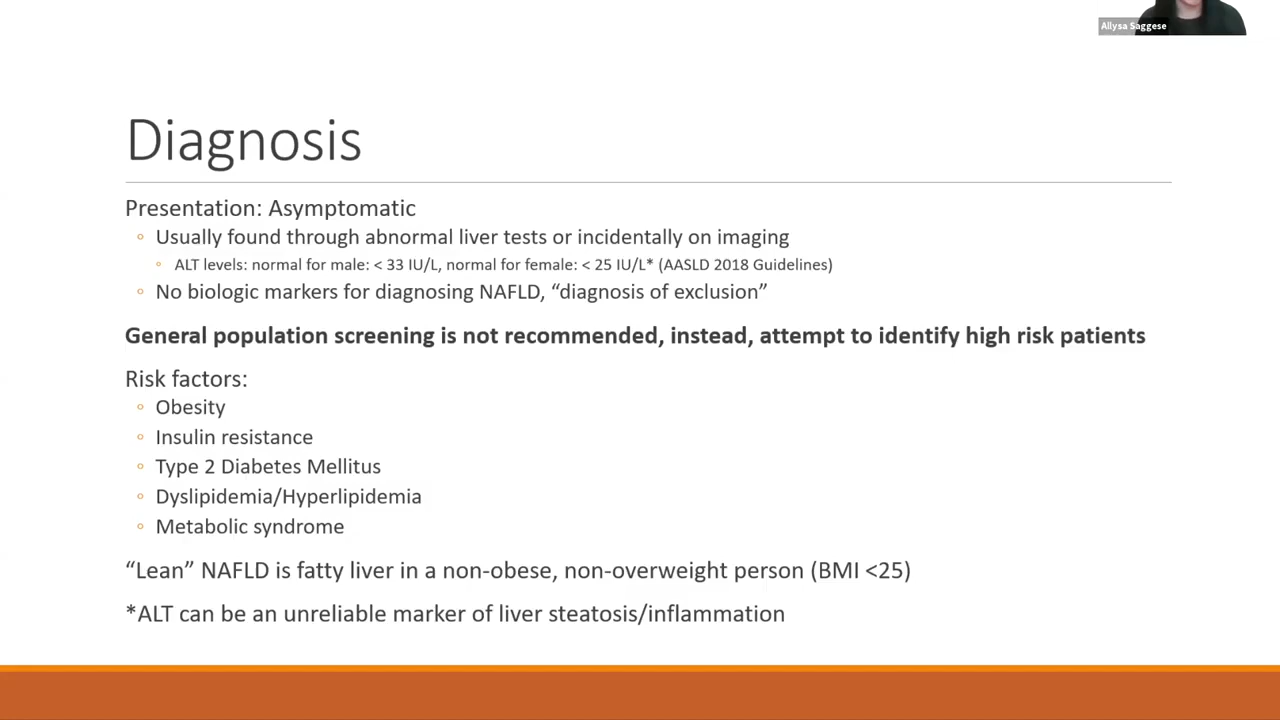 Allysa Saggese
Diagnosis
Presentation: Asymptomatic
◦ Usually found through abnormal liver tests or incidentally on imaging
◦ ALT levels: normal for male: < 33 IU/L, normal for female: < 25 IU/L* (AASLD 2018 Guidelines)
◦ No biologic markers for diagnosing NAFLD, “diagnosis of exclusion”
General population screening is not recommended, instead, attempt to identify high risk patients
Risk factors:
◦ Obesity
◦ Insulin resistance
◦ Type 2 Diabetes Mellitus
◦ Dyslipidemia/Hyperlipidemia
◦ Metabolic syndrome
“Lean” NAFLD is fatty liver in a non-obese, non-overweight person (BMI <25)
*ALT can be an unreliable marker of liver steatosis/inflammation